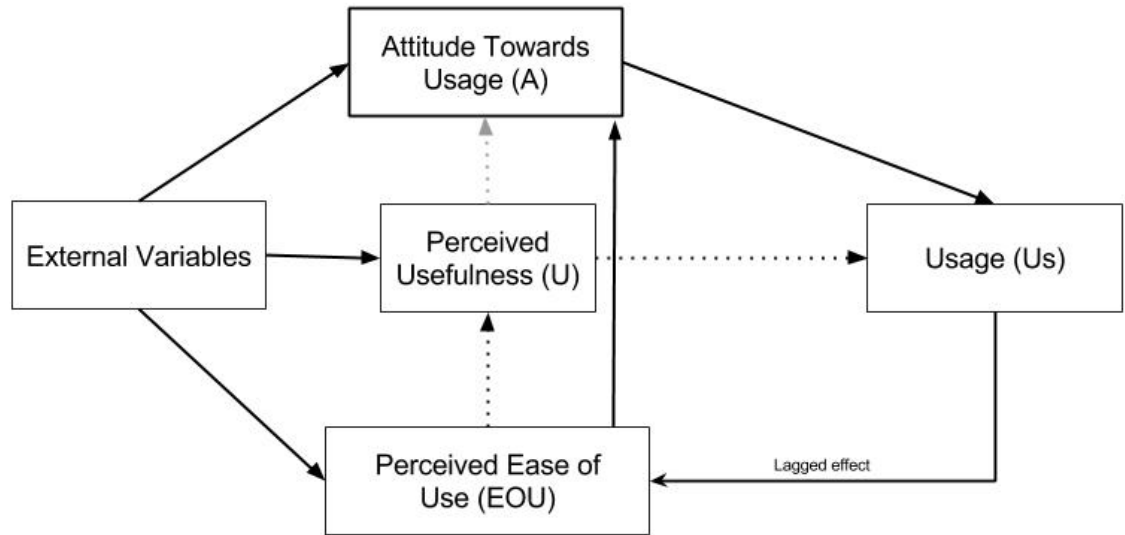 Attitude Towards
Usage (A)
External Variables
Perceived
Usefulness (U)
Usage (Us)
Perceived Ease of
Use (EOU)
Lagged effect